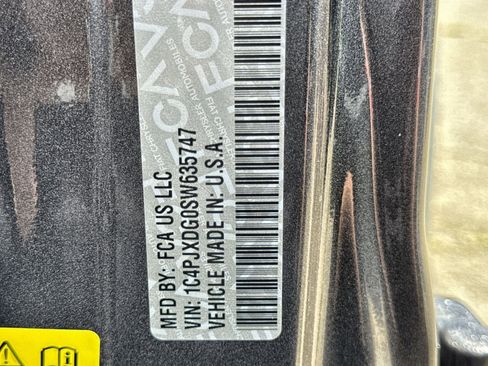 MFD BY: FCA US LLC
VIN: 1C4PJXDG0SW635747
VEHICLE MADE IN: U.S.A.